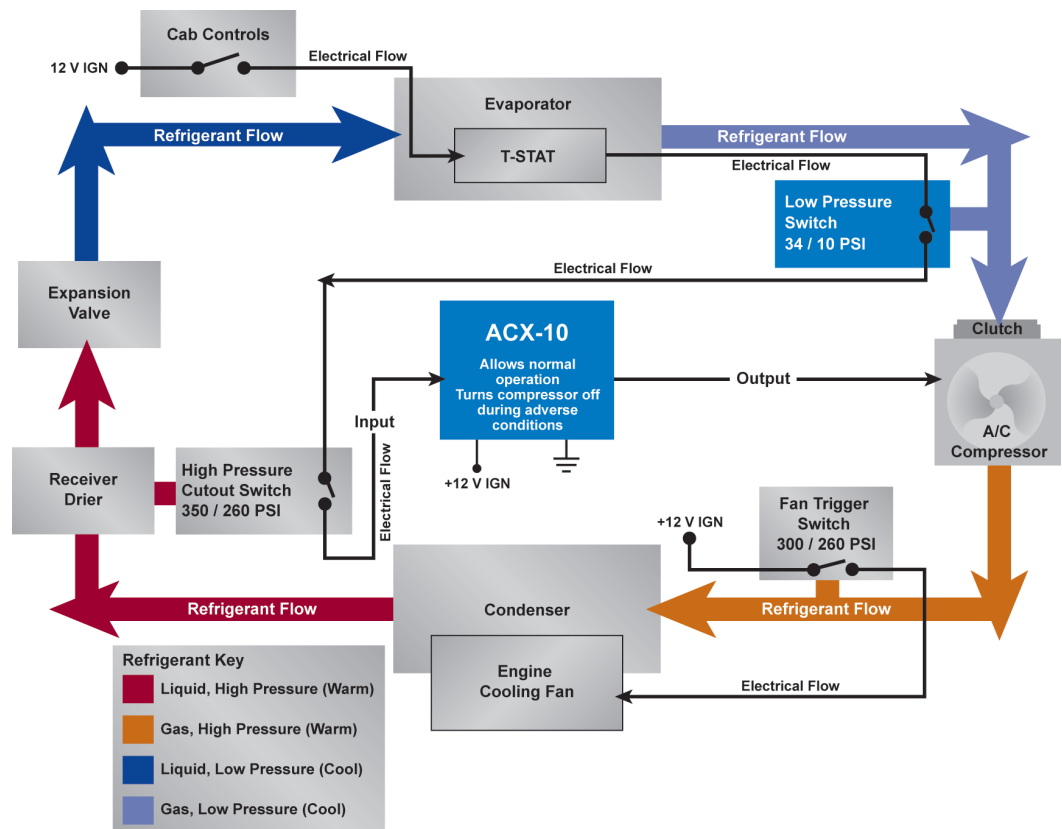 Cab Controls
12 V IGN
Electrical Flow
Evaporator
T-STAT
Refrigerant Flow
Refrigerant Flow
Electrical Flow
Low Pressure
Switch
34 / 10 PSI
Electrical Flow
Expansion
Valve
ACX-10
Allows normal
operation
Turns compressor off
during adverse
conditions
+12 V IGN
Input
Electrical Flow
Output
Clutch
A/C
Compressor
Receiver
Drier
High Pressure
Cutout Switch
350 / 260 PSI
+12 V IGN
Fan Trigger
Switch
300 / 260 PSI
Refrigerant Flow
Condenser
Refrigerant Flow
Engine
Cooling Fan
Electrical Flow
Refrigerant Key
Liquid, High Pressure (Warm)
Gas, High Pressure (Warm)
Liquid, Low Pressure (Cool)
Gas, Low Pressure (Cool)